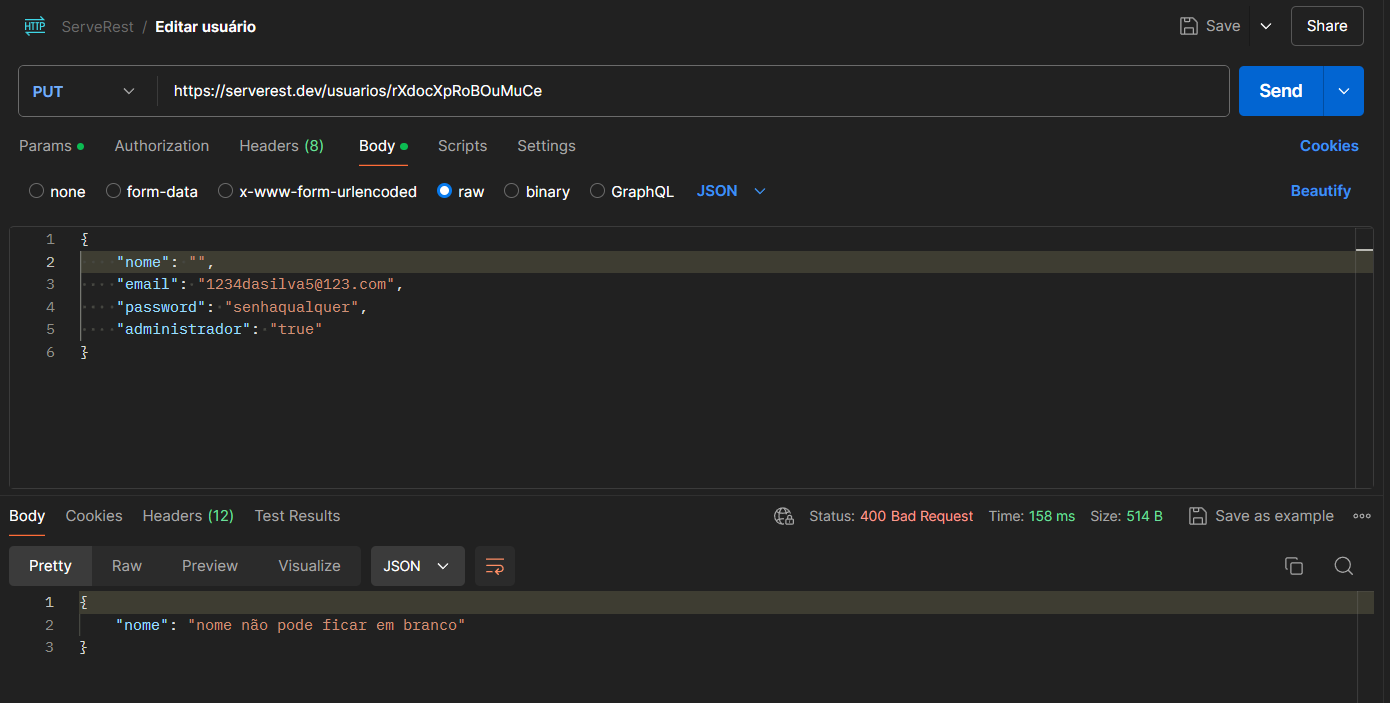 HTTP ServeRest / Editar usuário Save Share
PUT https://serverest.dev/usuarios/rXdocXpRoBOuMuCe Send
Params Authorization Headers (8) Body Scripts Settings Cookies
none form-data x-www-form-urlencoded raw binary GraphQL JSON Beautify
1 {
2 "nome": "",
3 "email": "1234dasilva5@123.com",
4 "password": "senhaqualquer",
5 "administrador": "true"
6 }
Body Cookies Headers (12) Test Results Status: 400 Bad Request Time: 158 ms Size: 514 B Save as example
Pretty Raw Preview Visualize JSON
1 {
2 "nome": "nome não pode ficar em branco"
3 }